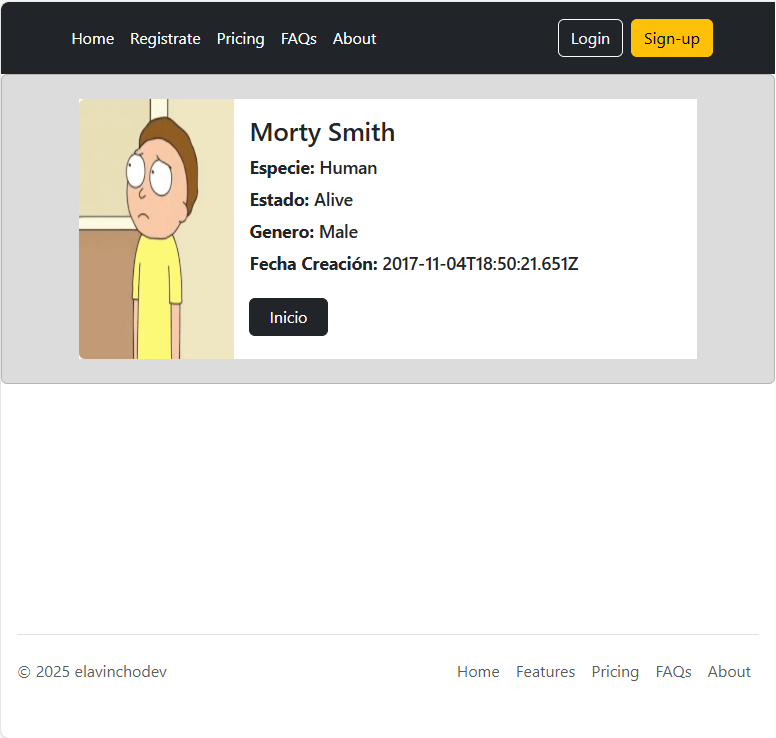 Home Registrate Pricing FAQs About Login Sign-up
Morty Smith
Especie: Human
Estado: Alive
Genero: Male
Fecha Creación: 2017-11-04T18:50:21.651Z
Inicio
© 2025 elavinchodev Home Features Pricing FAQs About